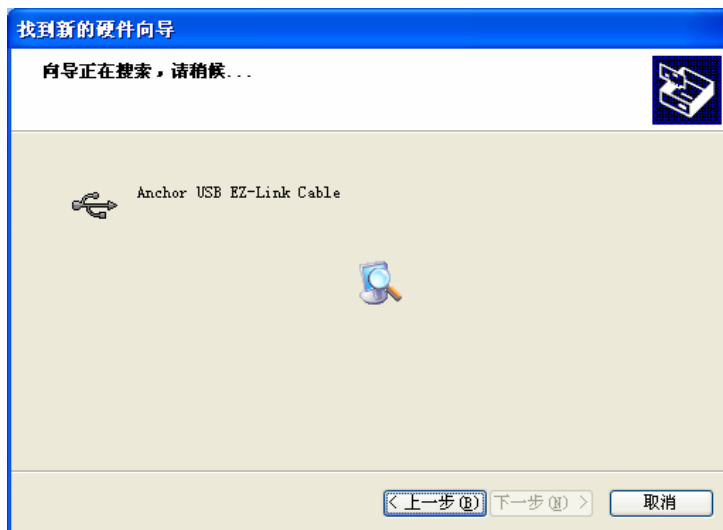 找到新的硬件向导
向导正在搜索，请稍候...
Anchor USB EZ-Link Cable
< 上一步(B) 下一步(N) > 取消